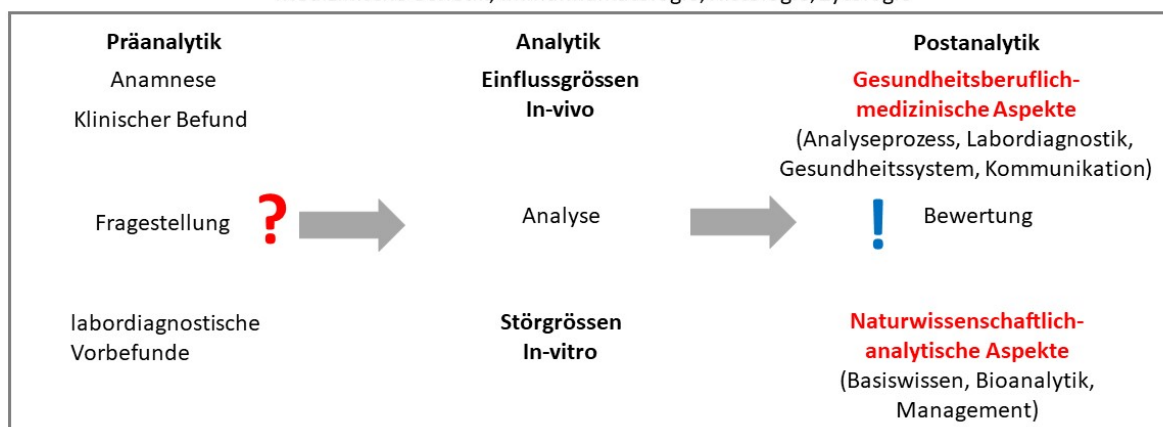 Präanalytik
Anamnese
Klinischer Befund
Fragestellung ?
labordiagnostische
Vorbefunde
Analytik
Einflussgrössen
In-vivo
Analyse
Störgrössen
In-vitro
Postanalytik
Gesundheitsberuflich-
medizinische Aspekte
(Analyseprozess, Labordiagnostik,
Gesundheitssystem, Kommunikation)
! Bewertung
Naturwissenschaftlich-
analytische Aspekte
(Basiswissen, Bioanalytik,
Management)